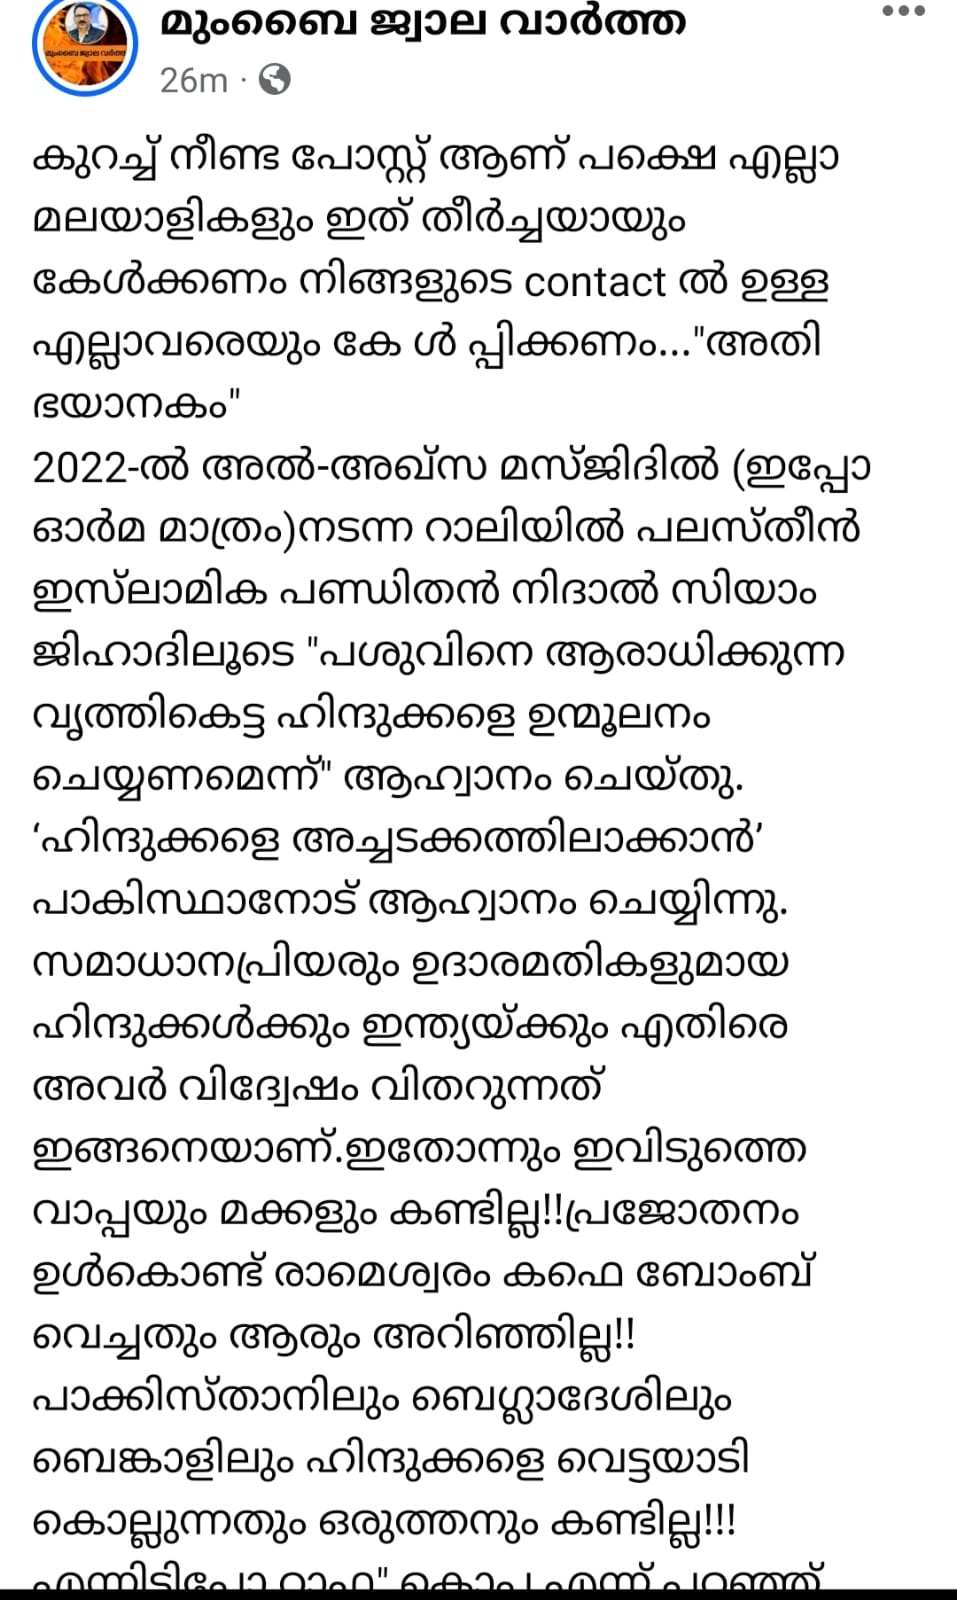 മുംബൈ ജ്വാല വാർത്ത
26m ·
കുറച്ച് നീണ്ട പോസ്റ്റ് ആണ് പക്ഷെ എല്ലാ
മലയാളികളും ഇത് തീർച്ചയായും
കേൾക്കണം നിങ്ങളുടെ contact ൽ ഉള്ള
എല്ലാവരെയും കേ ൾ പ്പിക്കണം..."അതി
ഭയാനകം"
2022-ൽ അൽ-അഖ്സ മസ്ജിദിൽ (ഇപ്പോ
ഓർമ മാത്രം)നടന്ന റാലിയിൽ പലസ്തീൻ
ഇസ്‌ലാമിക പണ്ഡിതൻ നിദാൽ സിയാം
ജിഹാദിലൂടെ "പശുവിനെ ആരാധിക്കുന്ന
വൃത്തികെട്ട ഹിന്ദുക്കളെ ഉന്മൂലനം
ചെയ്യണമെന്ന്" ആഹ്വാനം ചെയ്തു.
‘ഹിന്ദുക്കളെ അച്ചടക്കത്തിലാക്കാൻ’
പാകിസ്ഥാനോട് ആഹ്വാനം ചെയ്യിന്നു.
സമാധാനപ്രിയരും ഉദാരമതികളുമായ
ഹിന്ദുക്കൾക്കും ഇന്ത്യയ്ക്കും എതിരെ
അവർ വിദ്വേഷം വിതറുന്നത്
ഇങ്ങനെയാണ്.ഇതോന്നും ഇവിടുത്തെ
വാപ്പയും മക്കളും കണ്ടില്ല!!പ്രജോതനം
ഉൾകൊണ്ട് രാമെശ്വരം കഫെ ബോംബ്
വെച്ചതും ആരും അറിഞ്ഞില്ല!!
പാക്കിസ്താനിലും ബെഗ്ലാദേശിലും
ബെങ്കാളിലും ഹിന്ദുക്കളെ വെട്ടയാടി
കൊല്ലുന്നതും ഒരുത്തനും കണ്ടില്ല!!!